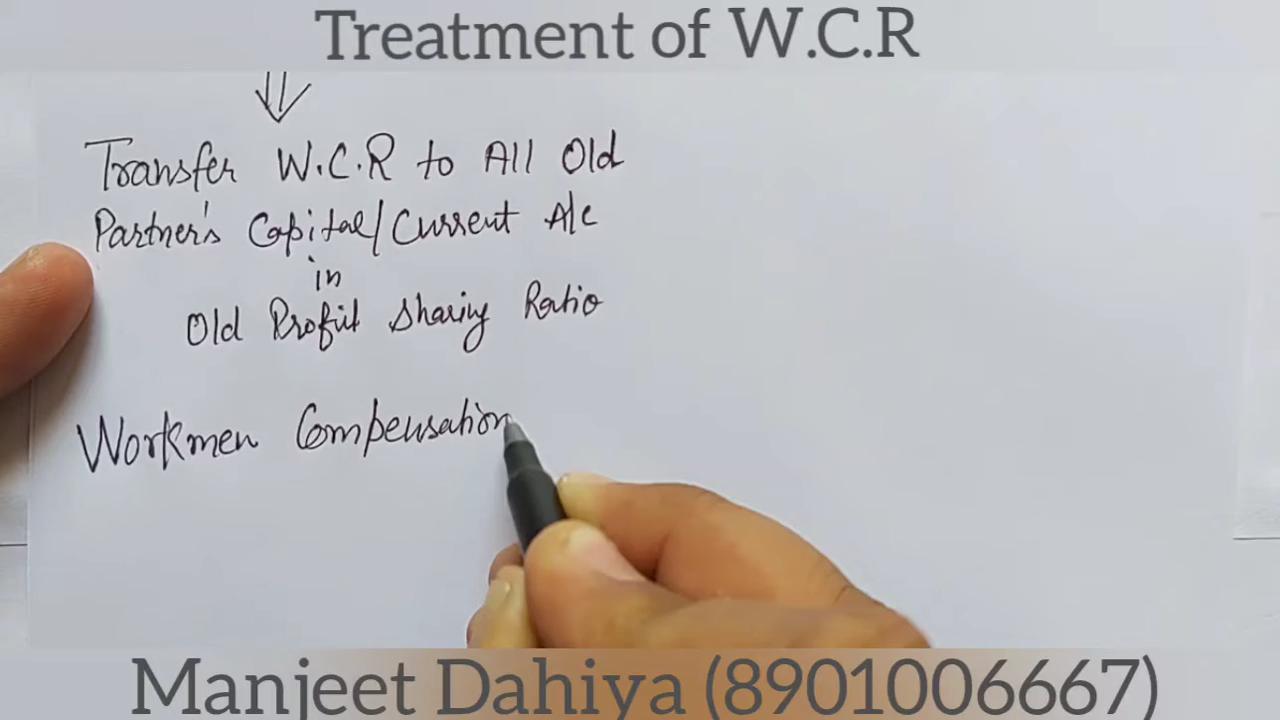 Treatment of W.C.R
Transfer W.C.R to All Old
Partner's Capital/Current A/c
in
Old Profit Sharing Ratio
Workmen Compensation
Manjeet Dahiya (8901006667)